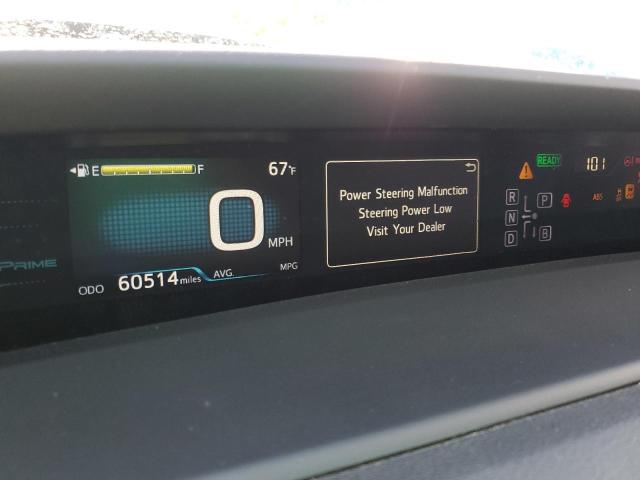 E F 67°F
0 MPH
PRIME
ODO 60514 miles AVG. MPG
Power Steering Malfunction
Steering Power Low
Visit Your Dealer
READY 101
R P
N ABS
D B